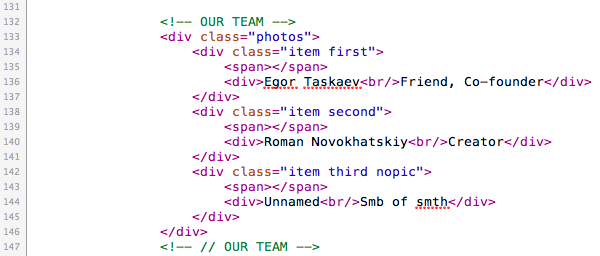 131
132 <!-- OUR TEAM -->
133 <div class="photos">
134 <div class="item first">
135 <span></span>
136 <div>Egor Taskaev<br/>Friend, Co-founder</div>
137 </div>
138 <div class="item second">
139 <span></span>
140 <div>Roman Novokhatskiy<br/>Creator</div>
141 </div>
142 <div class="item third nopic">
143 <span></span>
144 <div>Unnamed<br/>Smb of smth</div>
145 </div>
146 </div>
147 <!-- // OUR TEAM -->